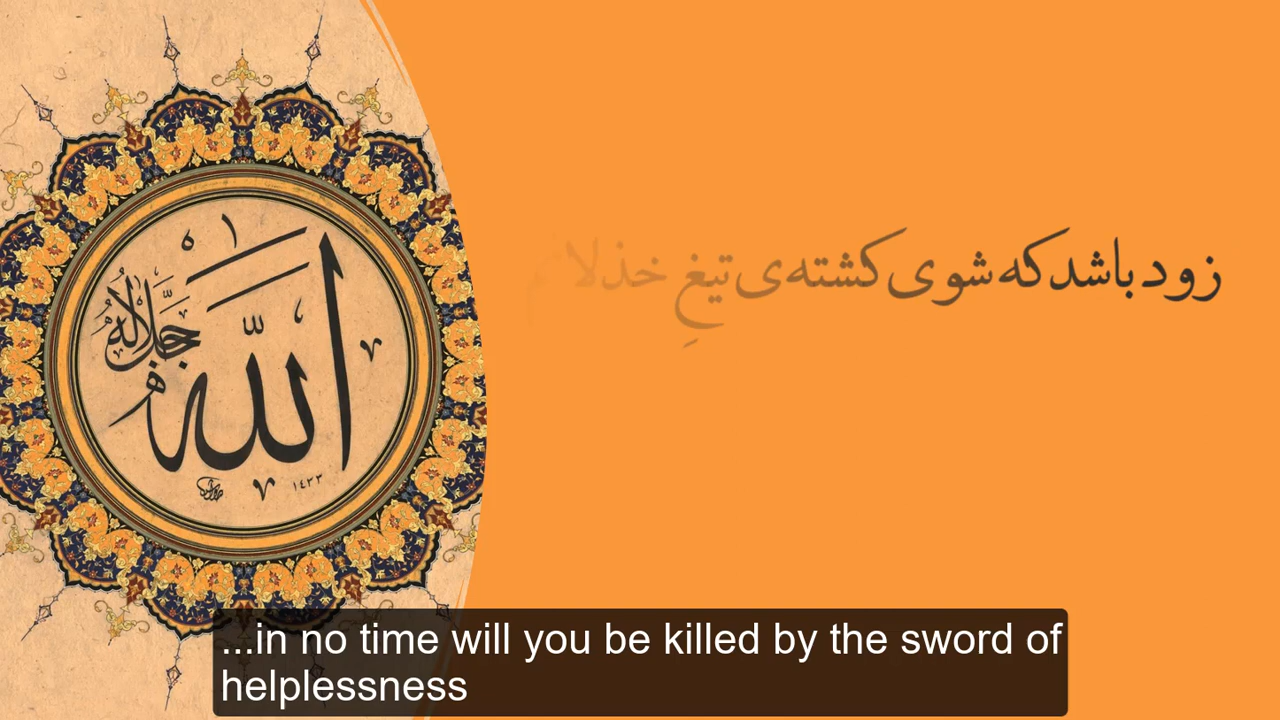 الله
جل جلاله
١٤٣٣
زود باشد که شوی کشته‌ی تیغِ خذلا
...in no time will you be killed by the sword of
helplessness